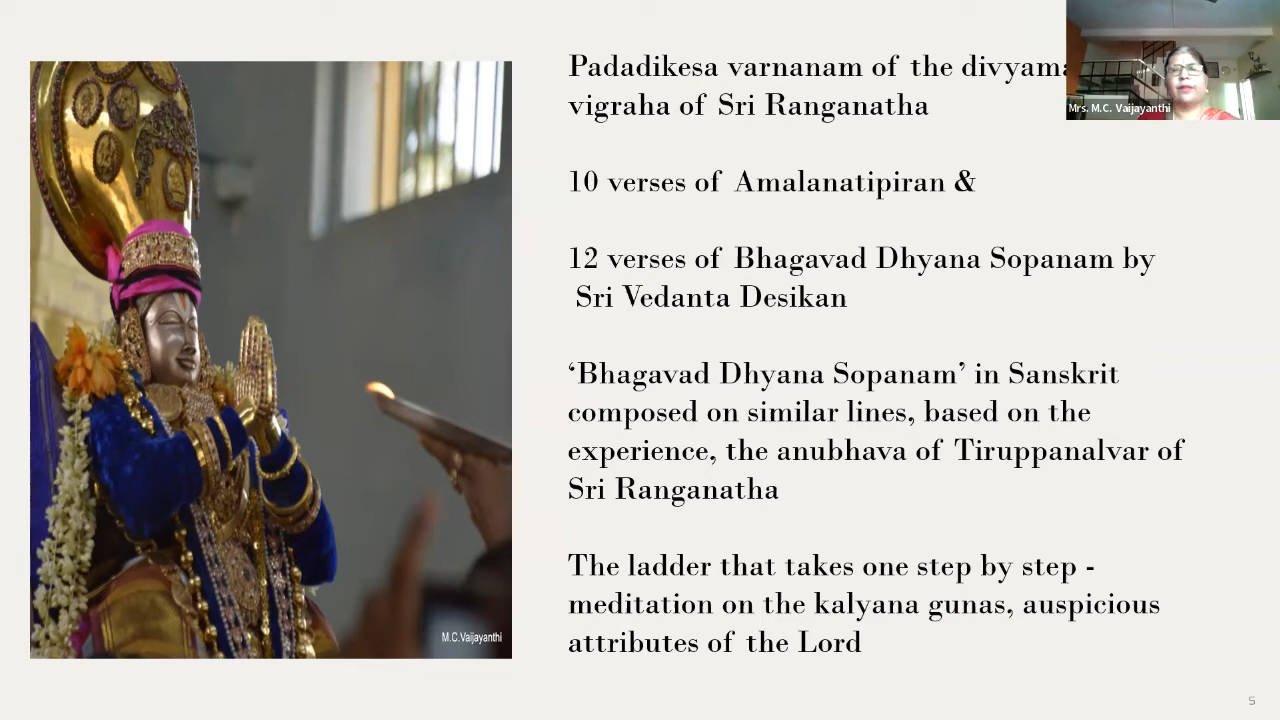 Padadikesa varnanam of the
vigraha of Sri Ranganatha
10 verses of Amalanatipiran &
12 verses of Bhagavad Dhyana Sopanam by
Sri Vedanta Desikan
‘Bhagavad Dhyana Sopanam’ in Sanskrit
composed on similar lines, based on the
experience, the anubhava of Tiruppanalvar of
Sri Ranganatha
The ladder that takes one step by step -
meditation on the kalyana gunas, auspicious
attributes of the Lord
Mrs. M.C. Vaijayanthi
M.C.Vaijayanthi
5